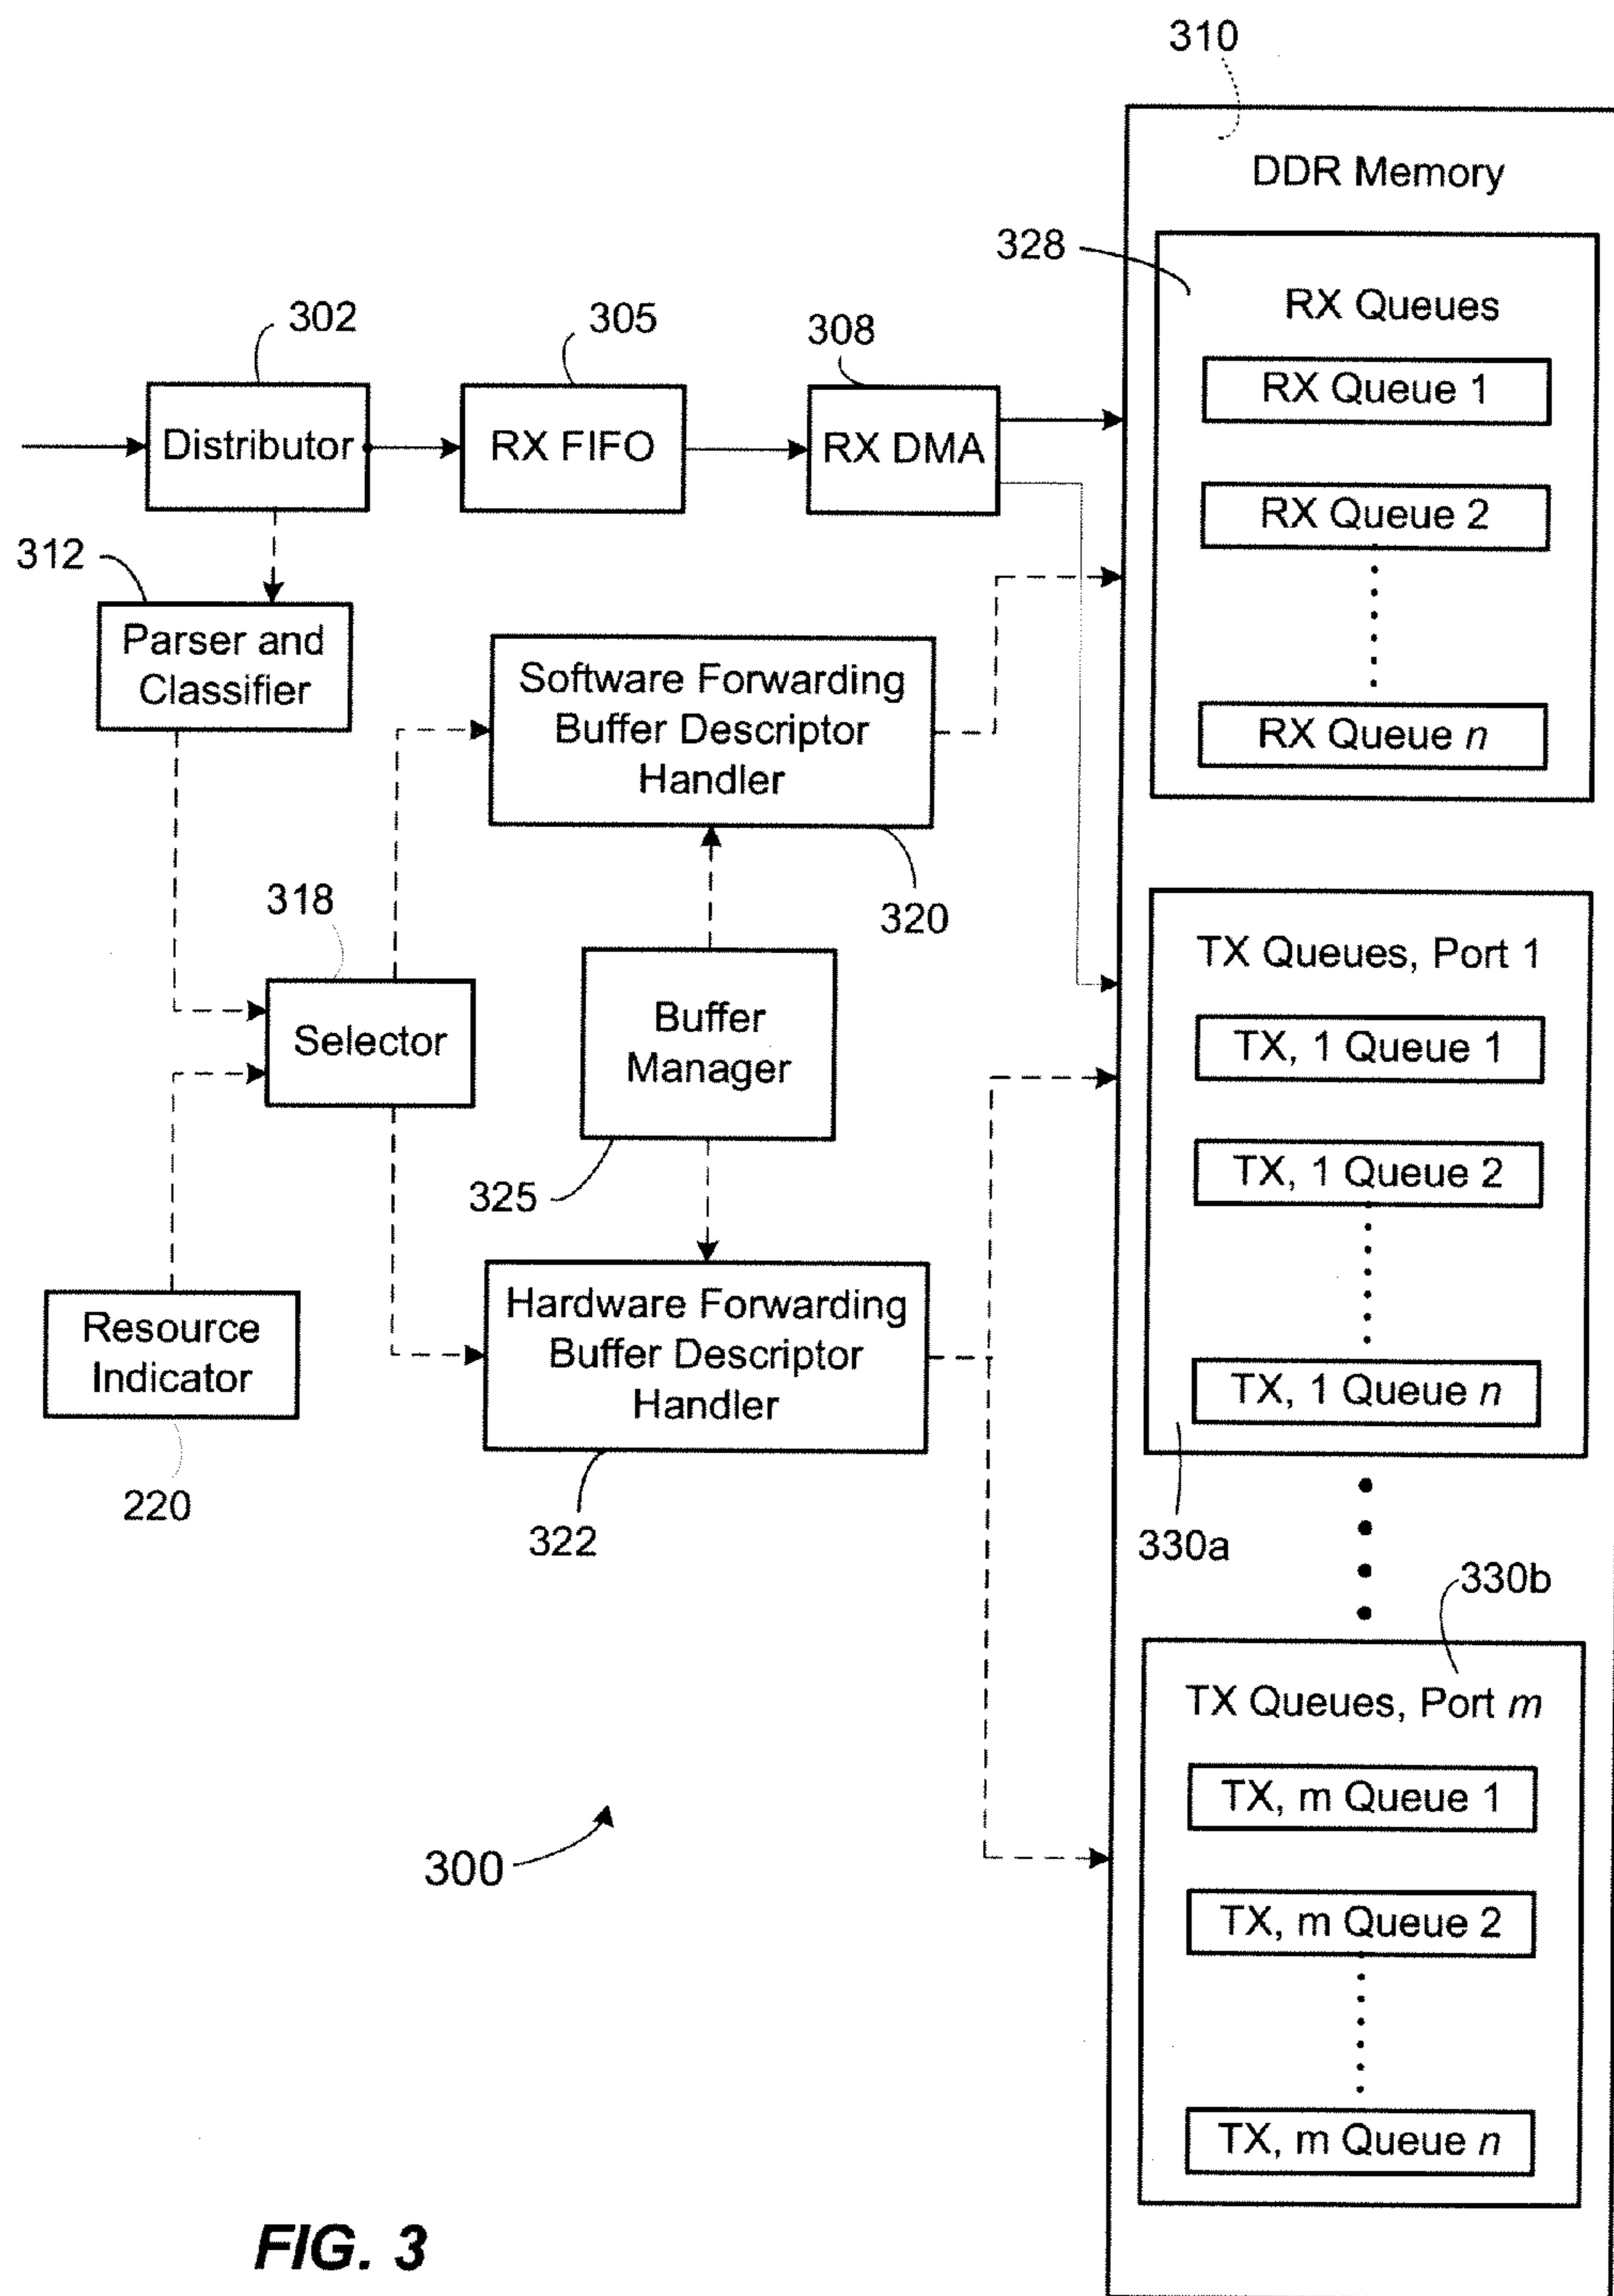 310
DDR Memory
328
RX Queues
302
305
308
RX Queue 1
Distributor
RX FIFO
RX DMA
RX Queue 2
312
Parser and
Classifier
Software Forwarding
Buffer Descriptor
Handler
RX Queue n
320
318
TX Queues, Port 1
Selector
Buffer
Manager
TX, 1 Queue 1
325
TX, 1 Queue 2
Resource
Indicator
Hardware Forwarding
Buffer Descriptor
Handler
TX, 1 Queue n
220
322
330a
330b
TX Queues, Port m
TX, m Queue 1
300
TX, m Queue 2
TX, m Queue n
FIG. 3